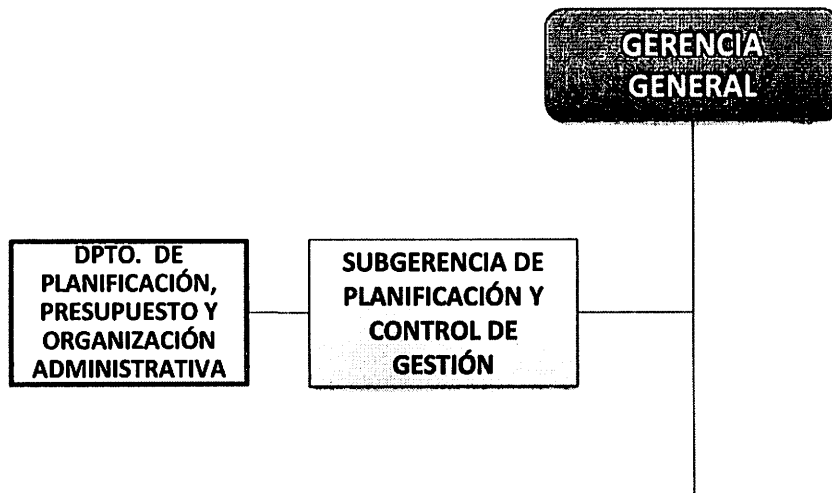 GERENCIA
GENERAL
DPTO. DE
PLANIFICACIÓN,
PRESUPUESTO Y
ORGANIZACIÓN
ADMINISTRATIVA
SUBGERENCIA DE
PLANIFICACIÓN Y
CONTROL DE
GESTIÓN